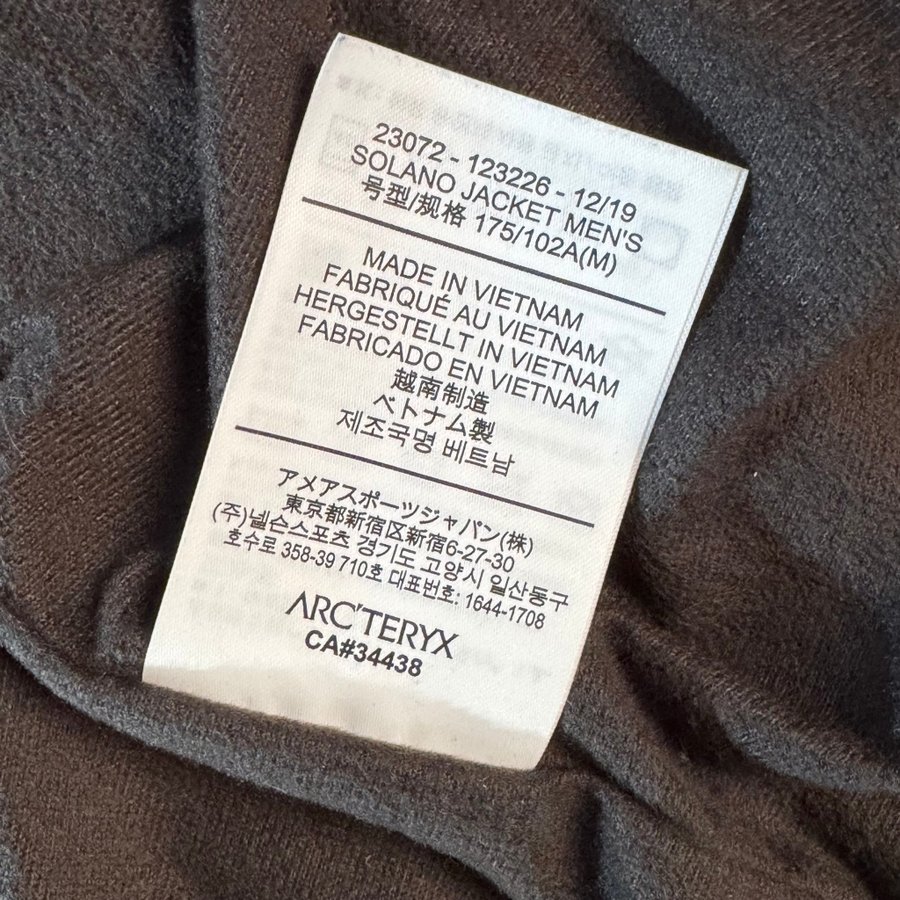 23072 - 123226 - 12/19
SOLANO JACKET MEN'S
号型/规格 175/102A(M)
MADE IN VIETNAM
FABRIQUÉ AU VIETNAM
HERGESTELLT IN VIETNAM
FABRICADO EN VIETNAM
越南制造
ベトナム製
제조국명 베트남
アメアスポーツジャパン(株)
東京都新宿区新宿6-27-30
(주)넬슨스포츠 경기도 고양시 일산동구
호수로 358-39 710호 대표번호: 1644-1708
ARC'TERYX
CA#34438